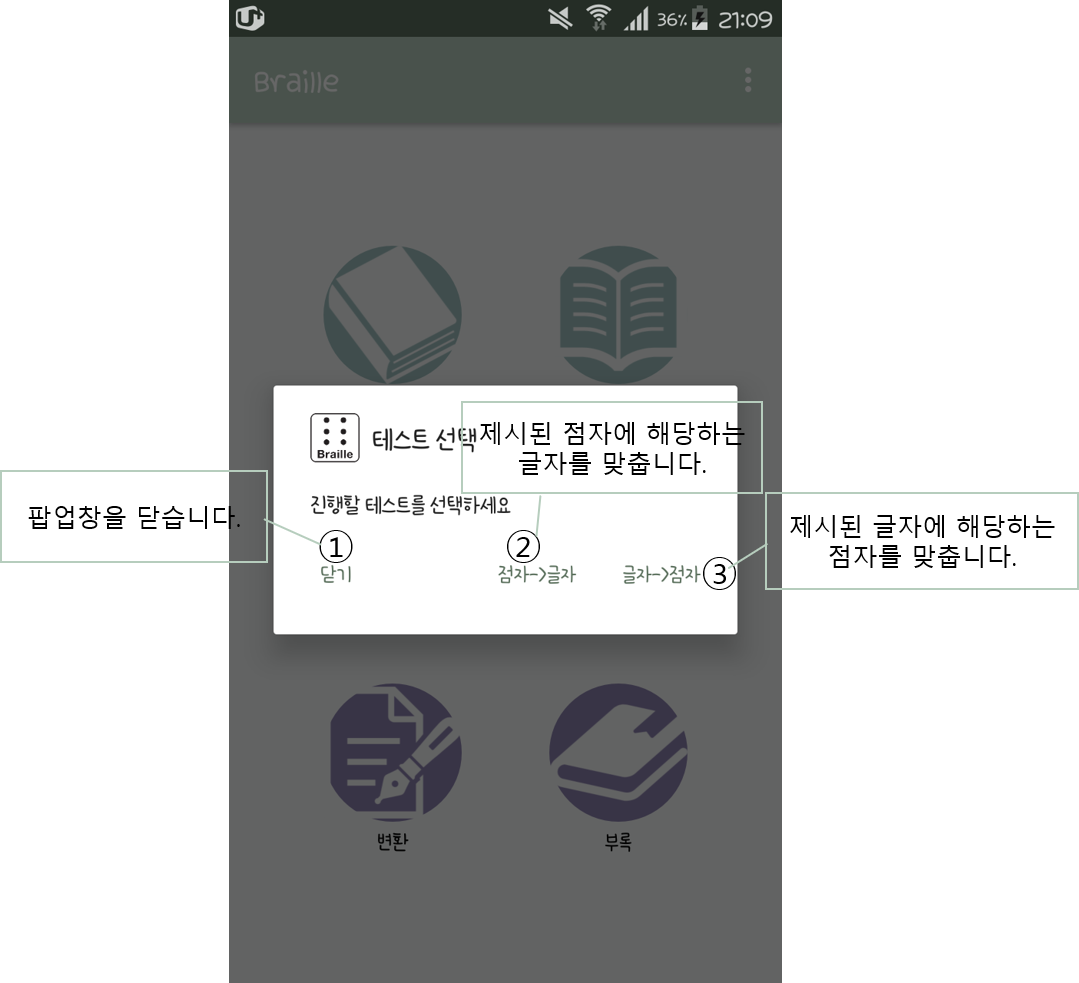 U+
36% 21:09
Braille
Braille
테스트 선택
제시된 점자에 해당하는
글자를 맞춥니다.
진행할 테스트를 선택하세요
팝업창을 닫습니다.
제시된 글자에 해당하는
점자를 맞춥니다.
① ②
닫기 점자->글자 글자->점자 ③
변환 부록